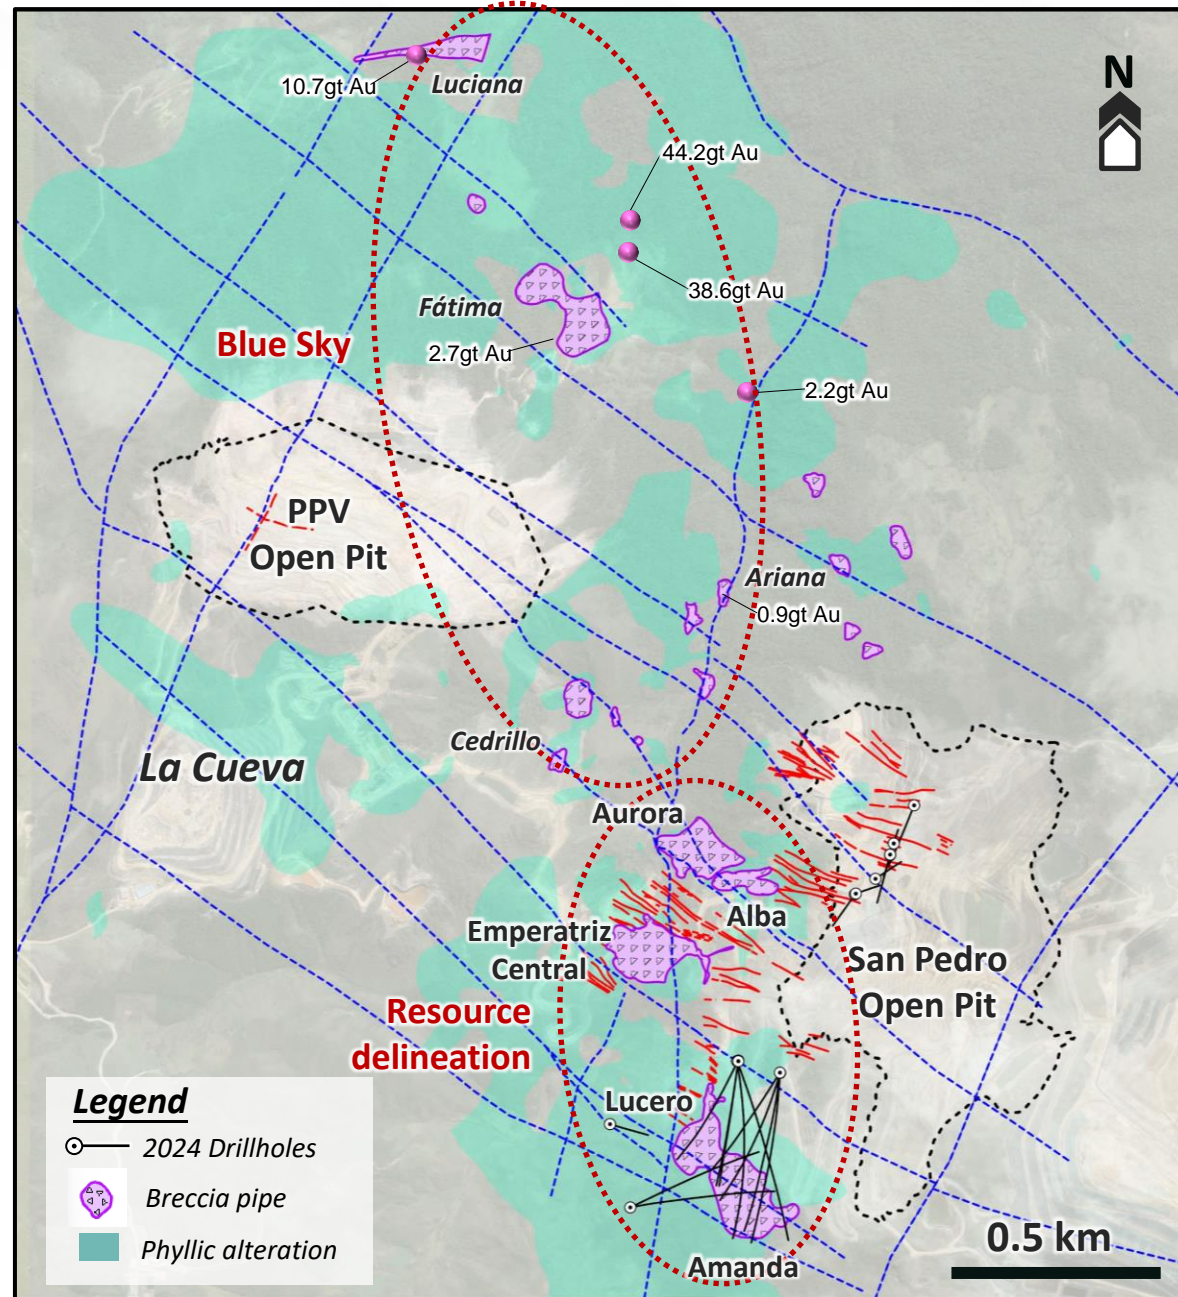 N
10.7gt Au
Luciana
44.2gt Au
38.6gt Au
Fátima
2.7gt Au
Blue Sky
2.2gt Au
PPV
Open Pit
Ariana
0.9gt Au
Cedrillo
La Cueva
Aurora
Alba
Emperatriz
Central
San Pedro
Open Pit
Resource
delineation
Lucero
Amanda
Legend
2024 Drillholes
Breccia pipe
Phyllic alteration
0.5 km